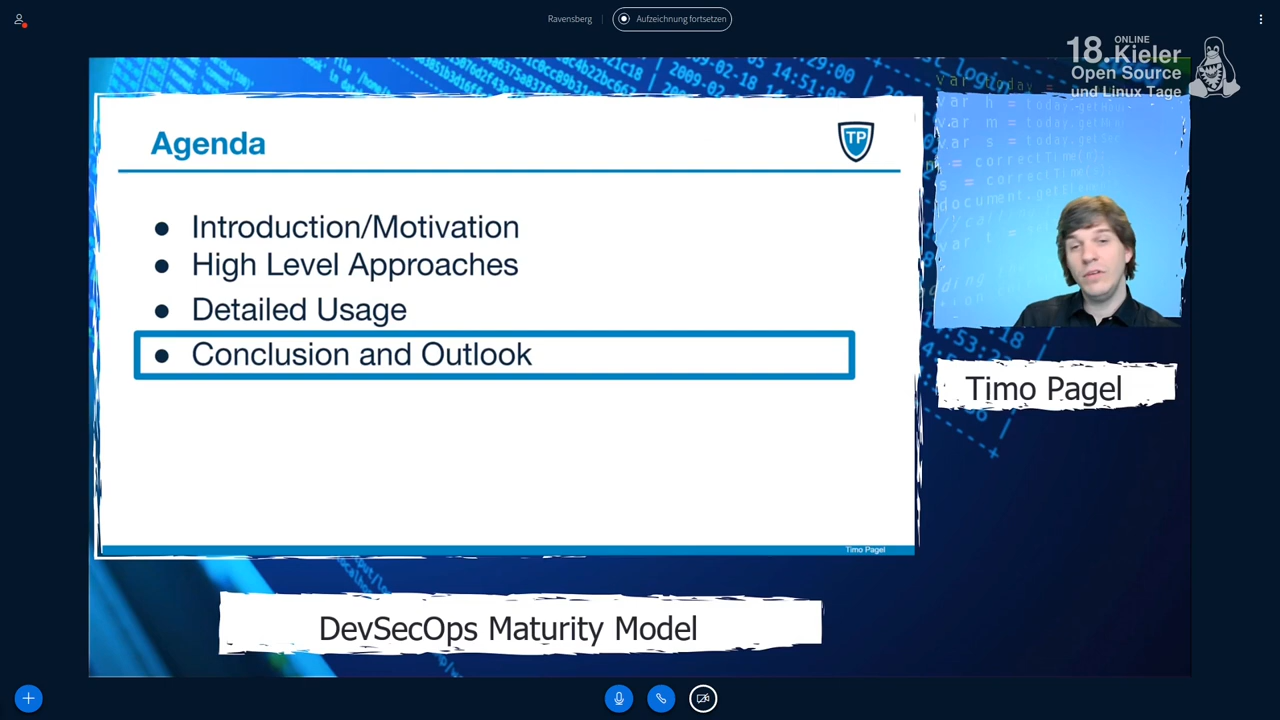 Ravensberg
Aufzeichnung fortsetzen
18. ONLINE Kieler
Open Source
und Linux Tage
Agenda
TP
● Introduction/Motivation
● High Level Approaches
● Detailed Usage
● Conclusion and Outlook
Timo Pagel
Timo Pagel
DevSecOps Maturity Model